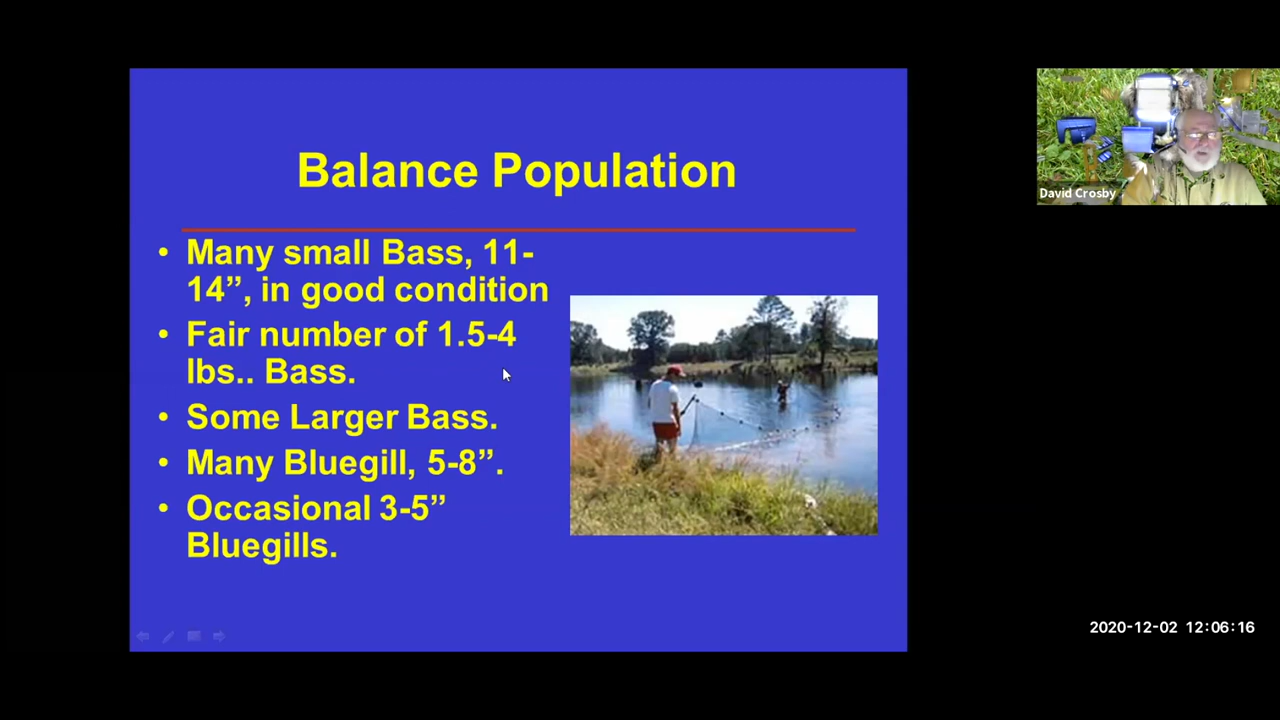 Balance Population
• Many small Bass, 11-
14”, in good condition
• Fair number of 1.5-4
lbs.. Bass.
• Some Larger Bass.
• Many Bluegill, 5-8”.
• Occasional 3-5”
Bluegills.
David Crosby
2020-12-02 12:06:16